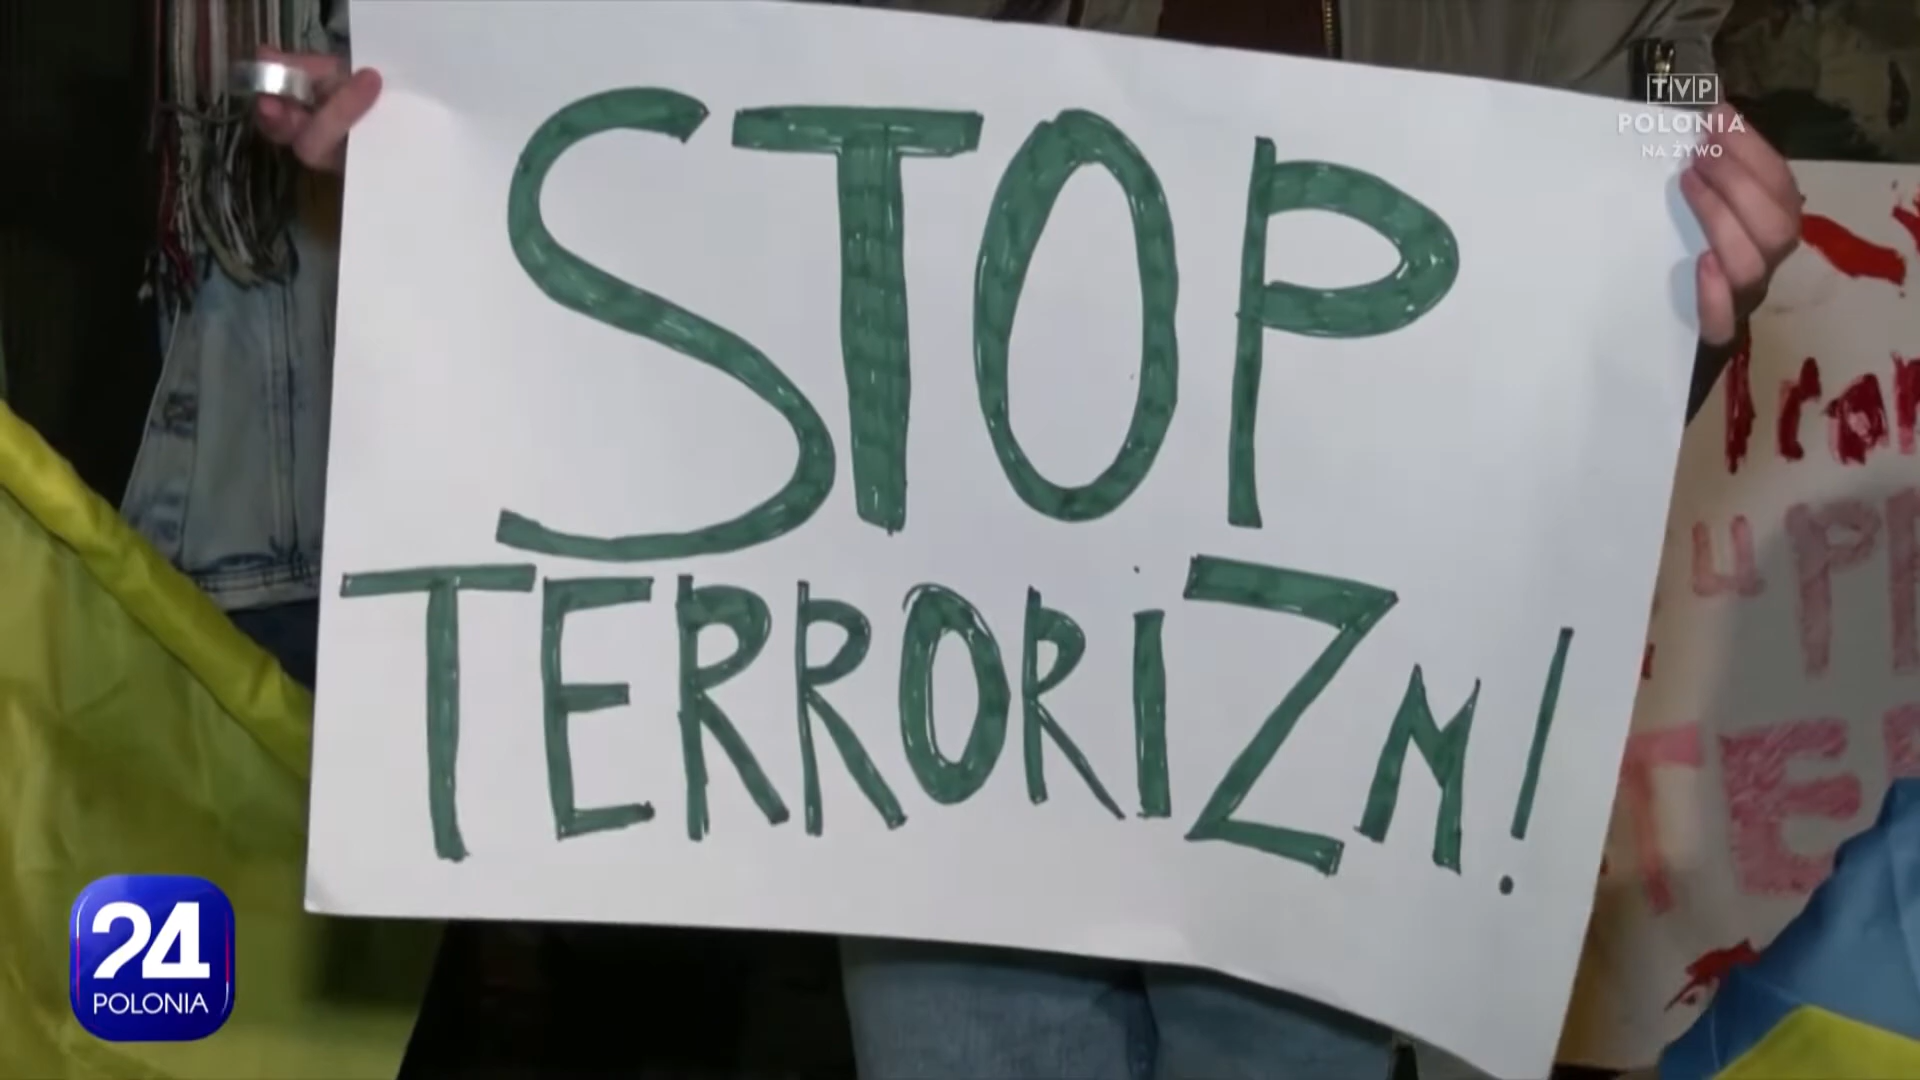 TVP
POLONIA
NA ŻYWO
STOP
TERRORIZM!
24
POLONIA